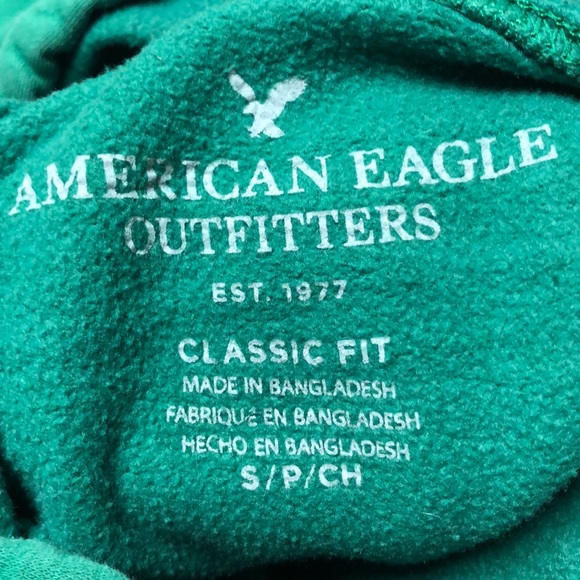 AMERICAN EAGLE
OUTFITTERS
EST. 1977
CLASSIC FIT
MADE IN BANGLADESH
FABRIQUE EN BANGLADESH
HECHO EN BANGLADESH
S/P/CH